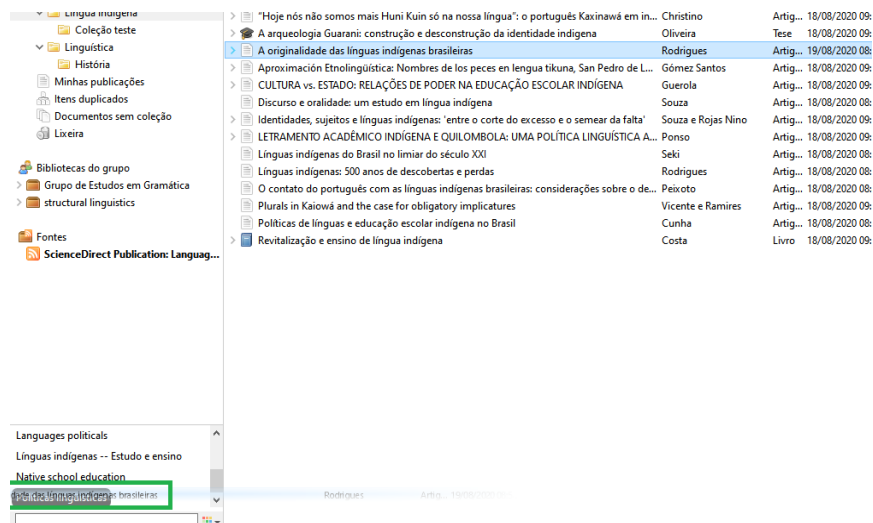 Língua indígena
Coleção teste
Linguística
História
Minhas publicações
Itens duplicados
Documentos sem coleção
Lixeira
Bibliotecas do grupo
Grupo de Estudos em Gramática
structural linguistics
Fontes
ScienceDirect Publication: Languag...
"Hoje nós não somos mais Huni Kuin só na nossa língua": o português Kaxinawá em in... Christino Artig... 18/08/2020 09:
A arqueologia Guarani: construção e desconstrução da identidade indigena Oliveira Tese 18/08/2020 09:
A originalidade das línguas indígenas brasileiras Rodrigues Artig... 19/08/2020 08:
Aproximación Etnolingüística: Nombres de los peces en lengua tikuna, San Pedro de L... Gómez Santos Artig... 18/08/2020 09:
CULTURA vs. ESTADO: RELAÇÕES DE PODER NA EDUCAÇÃO ESCOLAR INDÍGENA Guerola Artig... 18/08/2020 09:
Discurso e oralidade: um estudo em língua indígena Souza Artig... 18/08/2020 08:
Identidades, sujeitos e línguas indígenas: 'entre o corte do excesso e o semear da falta' Souza e Rojas Nino Artig... 18/08/2020 09:
LETRAMENTO ACADÊMICO INDÍGENA E QUILOMBOLA: UMA POLÍTICA LINGUÍSTICA A... Ponso Artig... 18/08/2020 09:
Línguas indígenas do Brasil no limiar do século XXI Seki Artig... 18/08/2020 08:
Línguas indígenas: 500 anos de descobertas e perdas Rodrigues Artig... 18/08/2020 08:
O contato do português com as línguas indígenas brasileiras: considerações sobre o de... Peixoto Artig... 18/08/2020 08:
Plurals in Kaiowá and the case for obligatory implicatures Vicente e Ramires Artig... 18/08/2020 09:
Políticas de línguas e educação escolar indígena no Brasil Cunha Artig... 18/08/2020 08:
Revitalização e ensino de língua indígena Costa Livro 18/08/2020 09:
Languages politicals
Línguas indígenas -- Estudo e ensino
Native school education
Políticas linguísticas
brasileiras Rodrigues Artig...